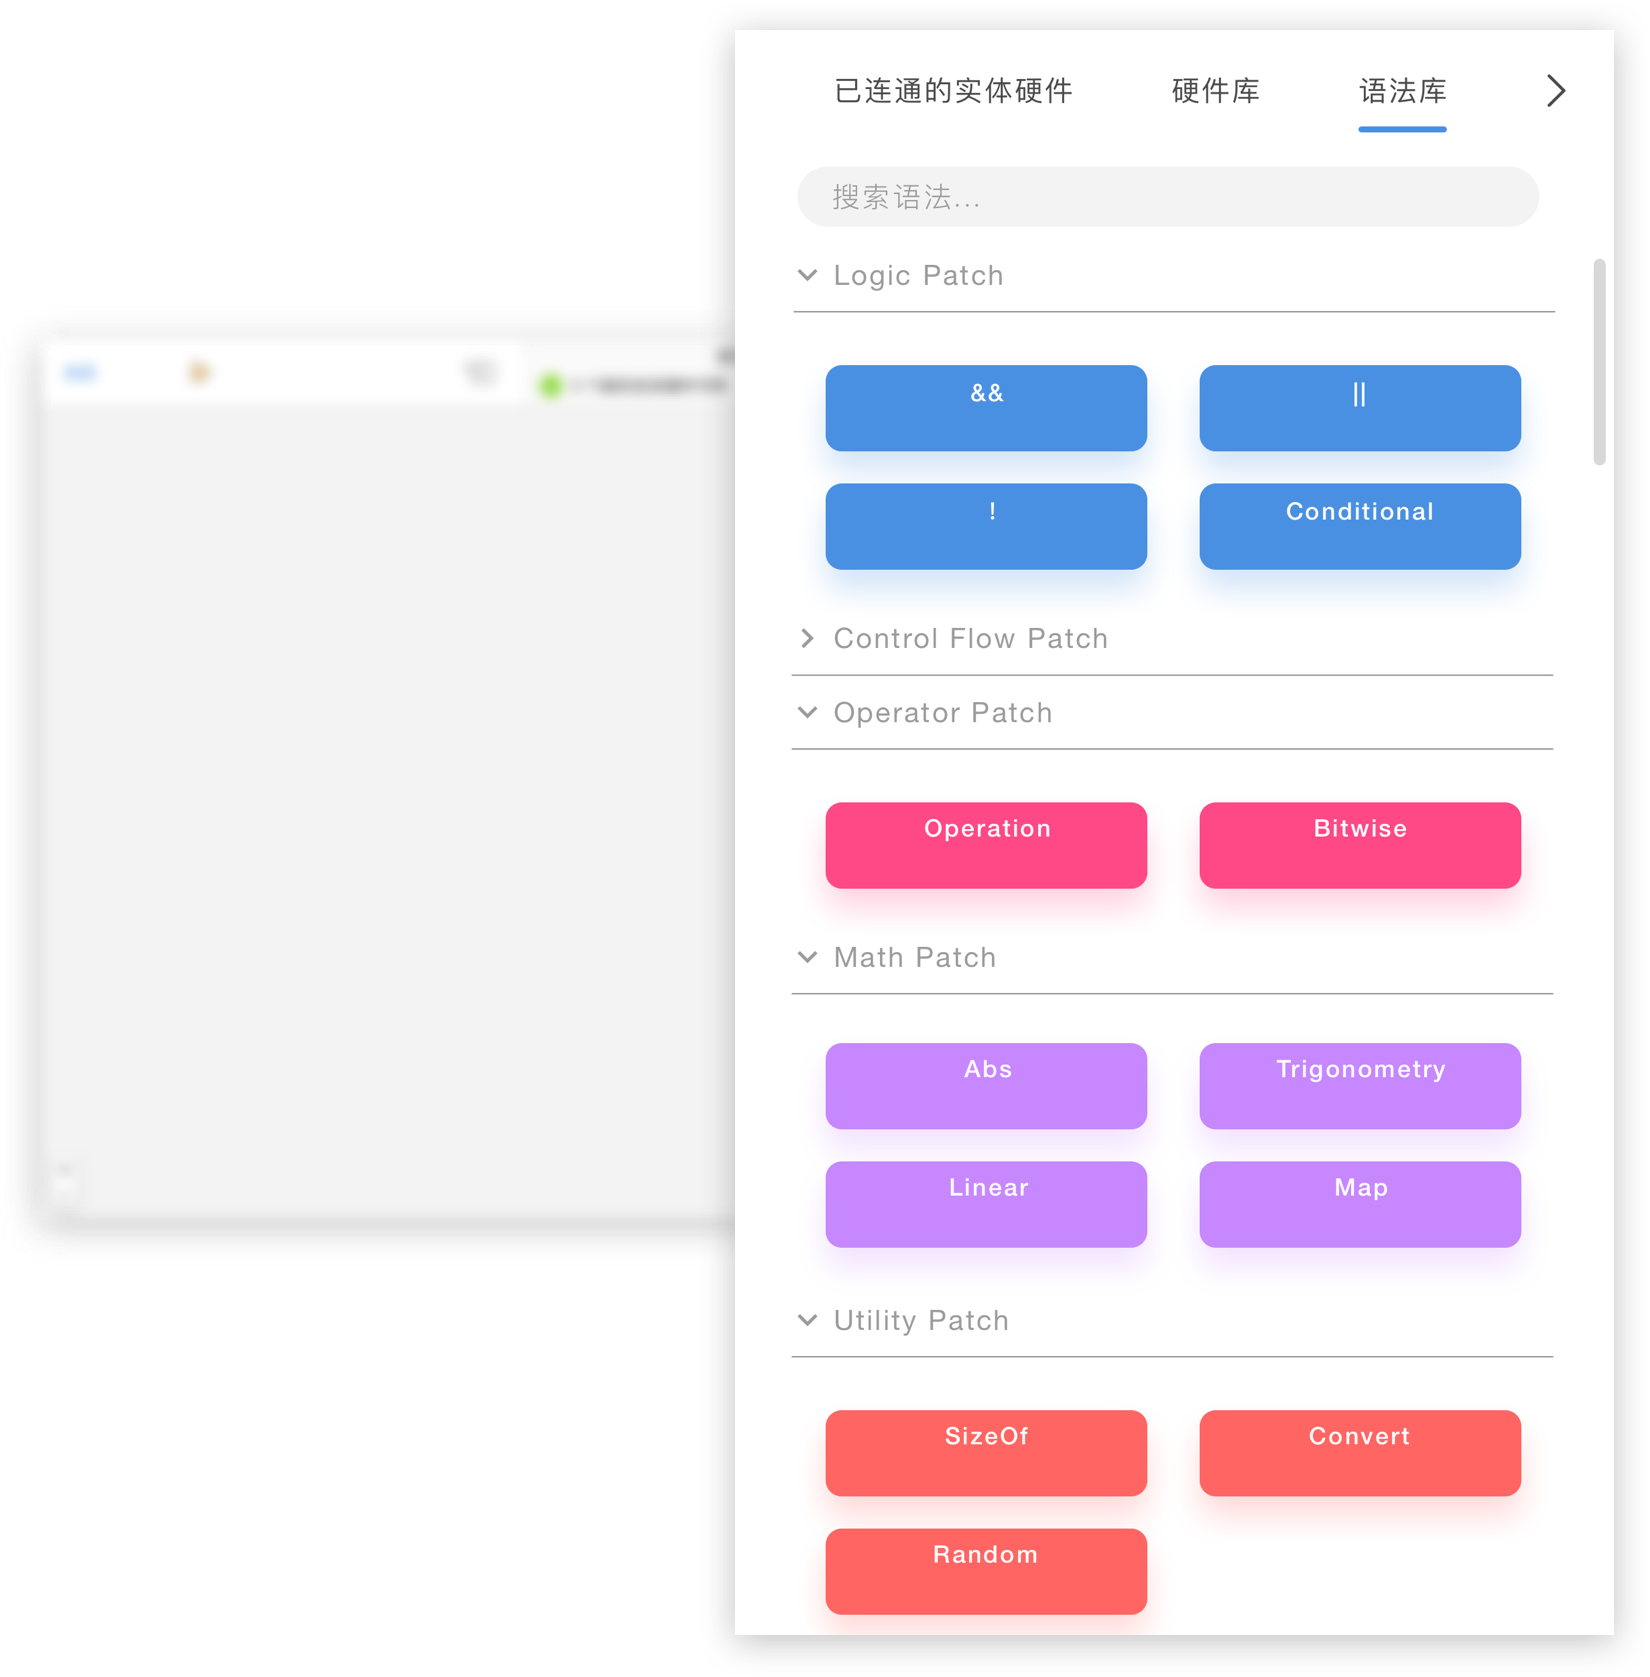 已连通的实体硬件 硬件库 语法库
搜索语法...
Logic Patch
&& ||
! Conditional
Control Flow Patch
Operator Patch
Operation Bitwise
Math Patch
Abs Trigonometry
Linear Map
Utility Patch
SizeOf Convert
Random